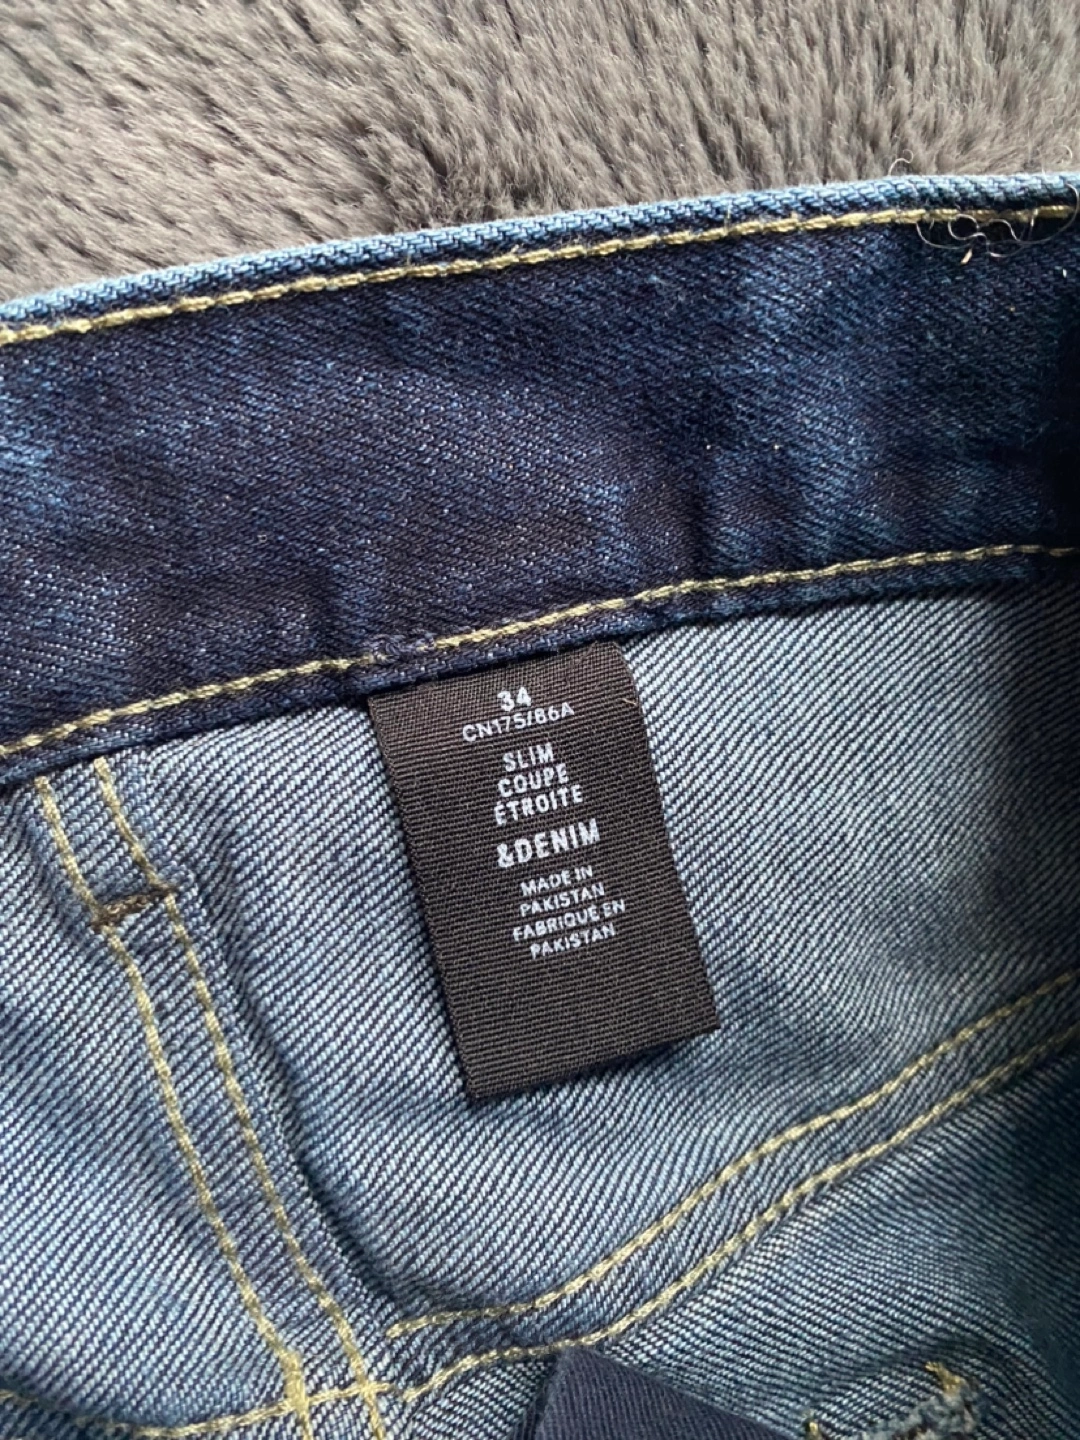 34
CN175/86A
SLIM
COUPE
ÉTROITE
&DENIM
MADE IN
PAKISTAN
FABRIQUÉ EN
PAKISTAN